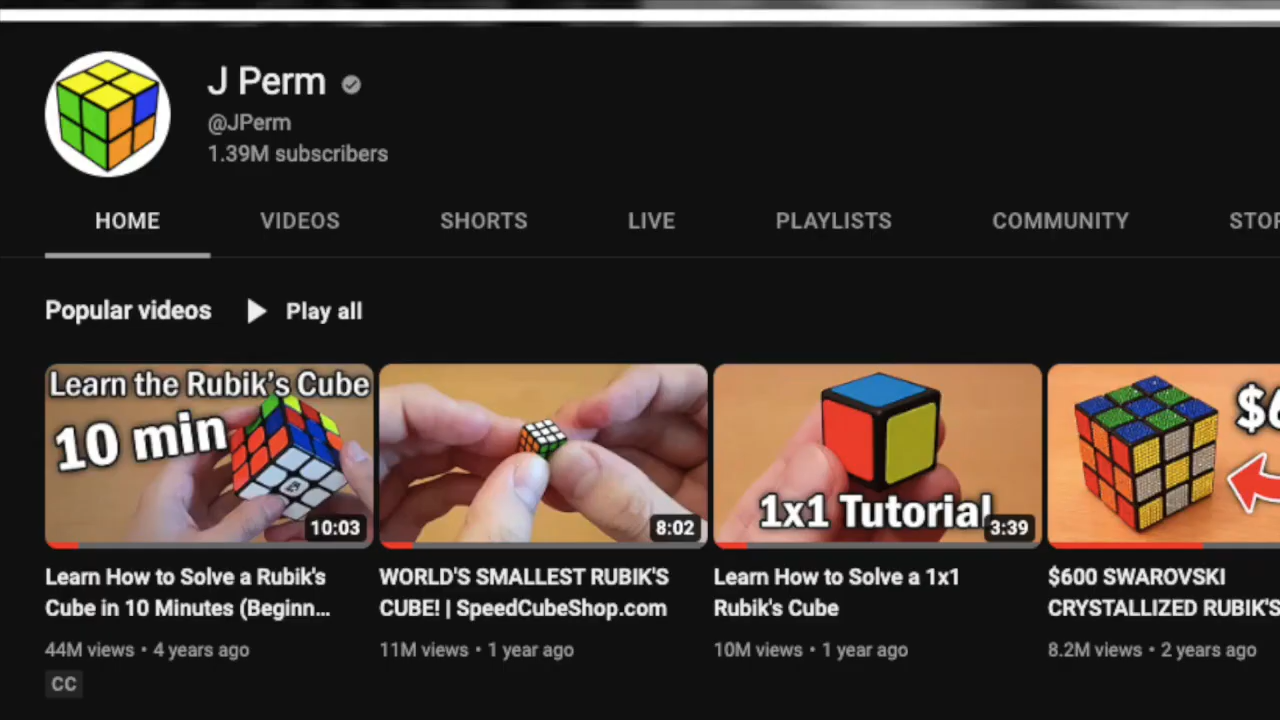 J Perm
@JPerm
1.39M subscribers
HOME VIDEOS SHORTS LIVE PLAYLISTS COMMUNITY
Popular videos Play all
Learn the Rubik's Cube
10 min
10:03
8:02
1x1 Tutorial
3:39
$6
Learn How to Solve a Rubik's
Cube in 10 Minutes (Beginn...
44M views • 4 years ago
CC
WORLD'S SMALLEST RUBIK'S
CUBE! | SpeedCubeShop.com
11M views • 1 year ago
Learn How to Solve a 1x1
Rubik's Cube
10M views • 1 year ago
$600 SWAROVSKI
CRYSTALLIZED RUBIK'S
8.2M views • 2 years ago